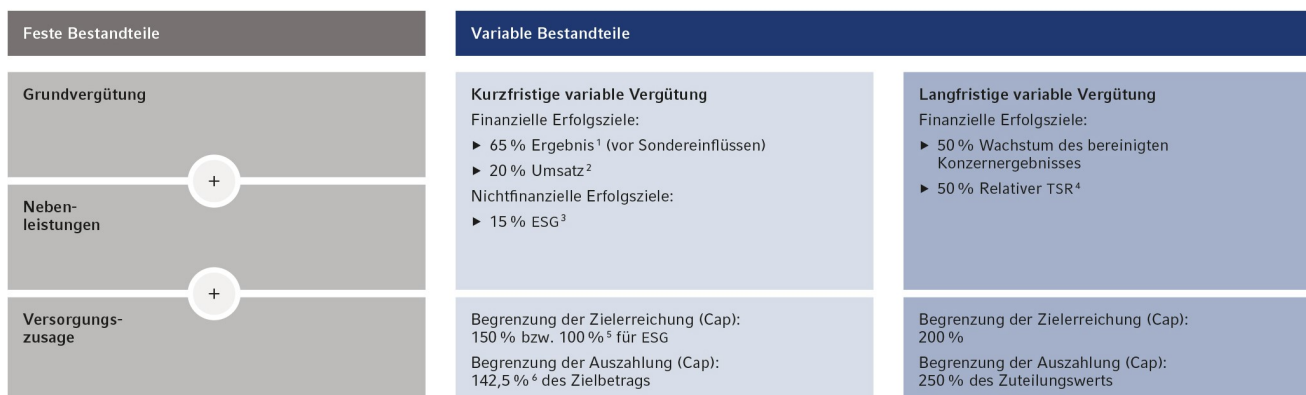 Feste Bestandteile
Grundvergütung
+
Neben-
leistungen
+
Versorgungs-
zusage
Variable Bestandteile
Kurzfristige variable Vergütung
Finanzielle Erfolgsziele:
▶ 65 % Ergebnis¹ (vor Sondereinflüssen)
▶ 20 % Umsatz²
Nichtfinanzielle Erfolgsziele:
▶ 15 % ESG³
Begrenzung der Zielerreichung (Cap):
150 % bzw. 100 %⁵ für ESG
Begrenzung der Auszahlung (Cap):
142,5 %⁶ des Zielbetrags
Langfristige variable Vergütung
Finanzielle Erfolgsziele:
▶ 50 % Wachstum des bereinigten
Konzernergebnisses
▶ 50 % Relativer TSR⁴
Begrenzung der Zielerreichung (Cap):
200 %
Begrenzung der Auszahlung (Cap):
250 % des Zuteilungswerts